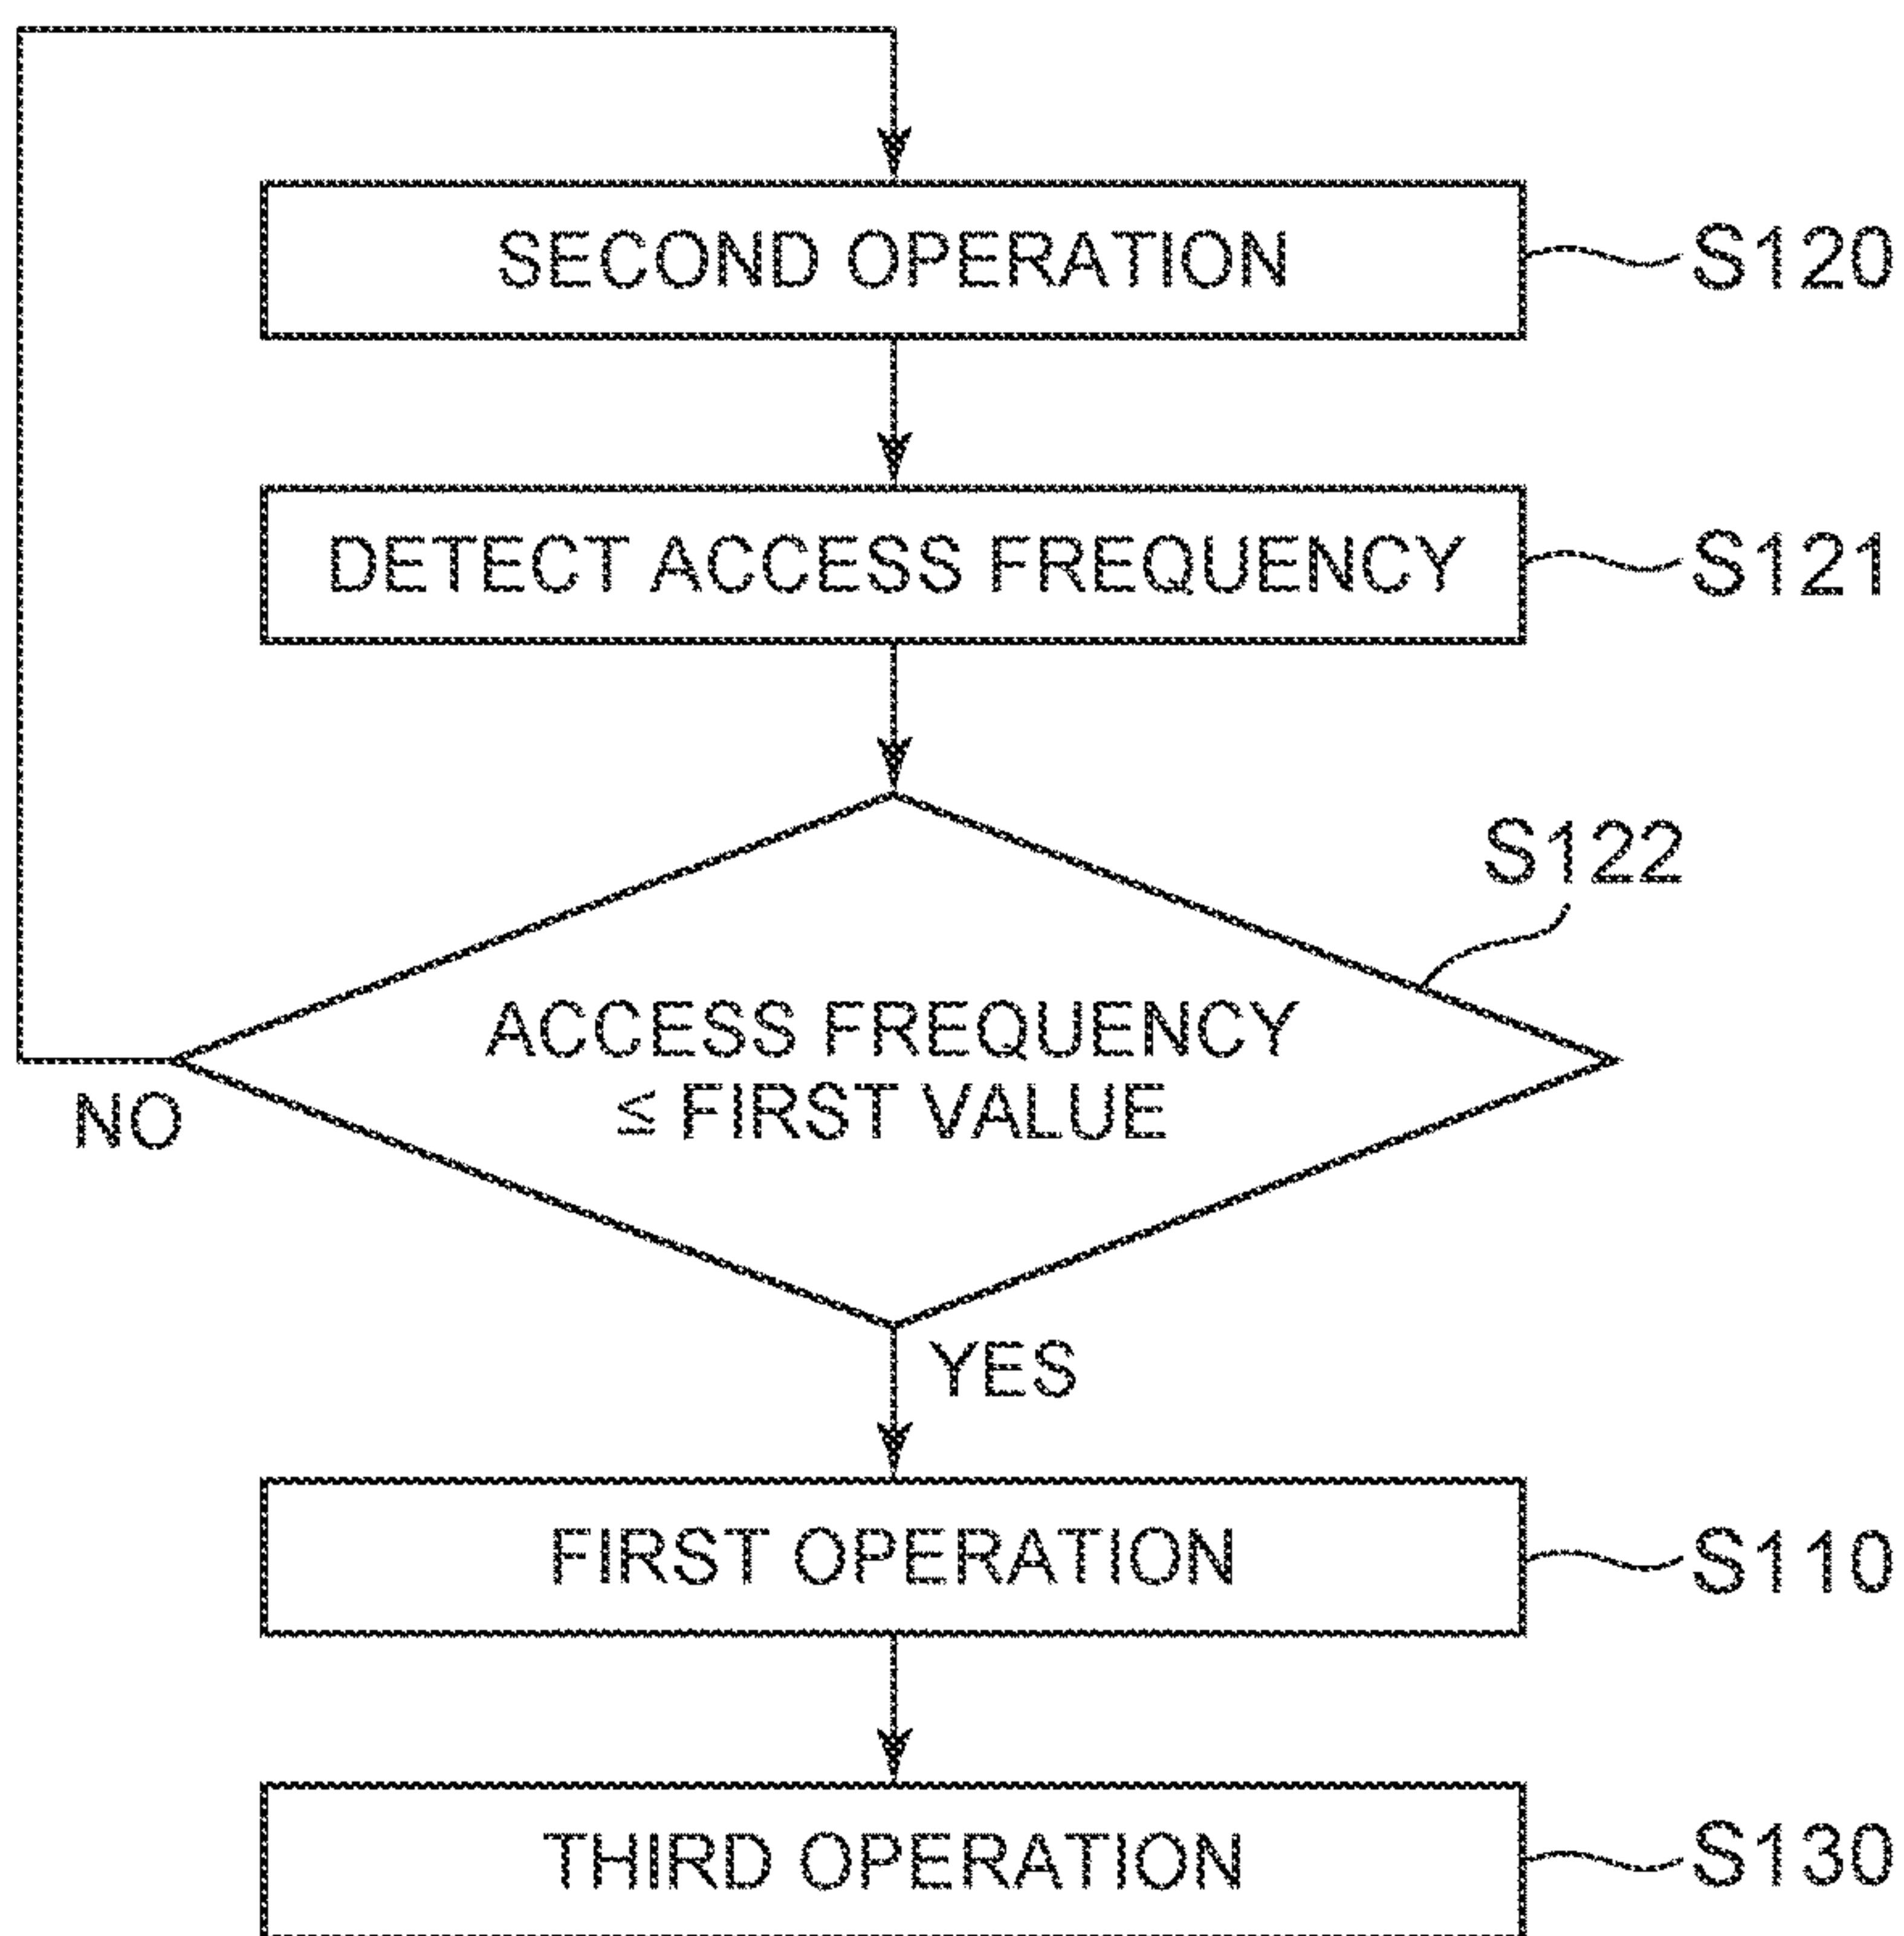 SECOND OPERATION
S120
DETECT ACCESS FREQUENCY
S121
S122
ACCESS FREQUENCY
≤ FIRST VALUE
NO
YES
FIRST OPERATION
S110
THIRD OPERATION
S130